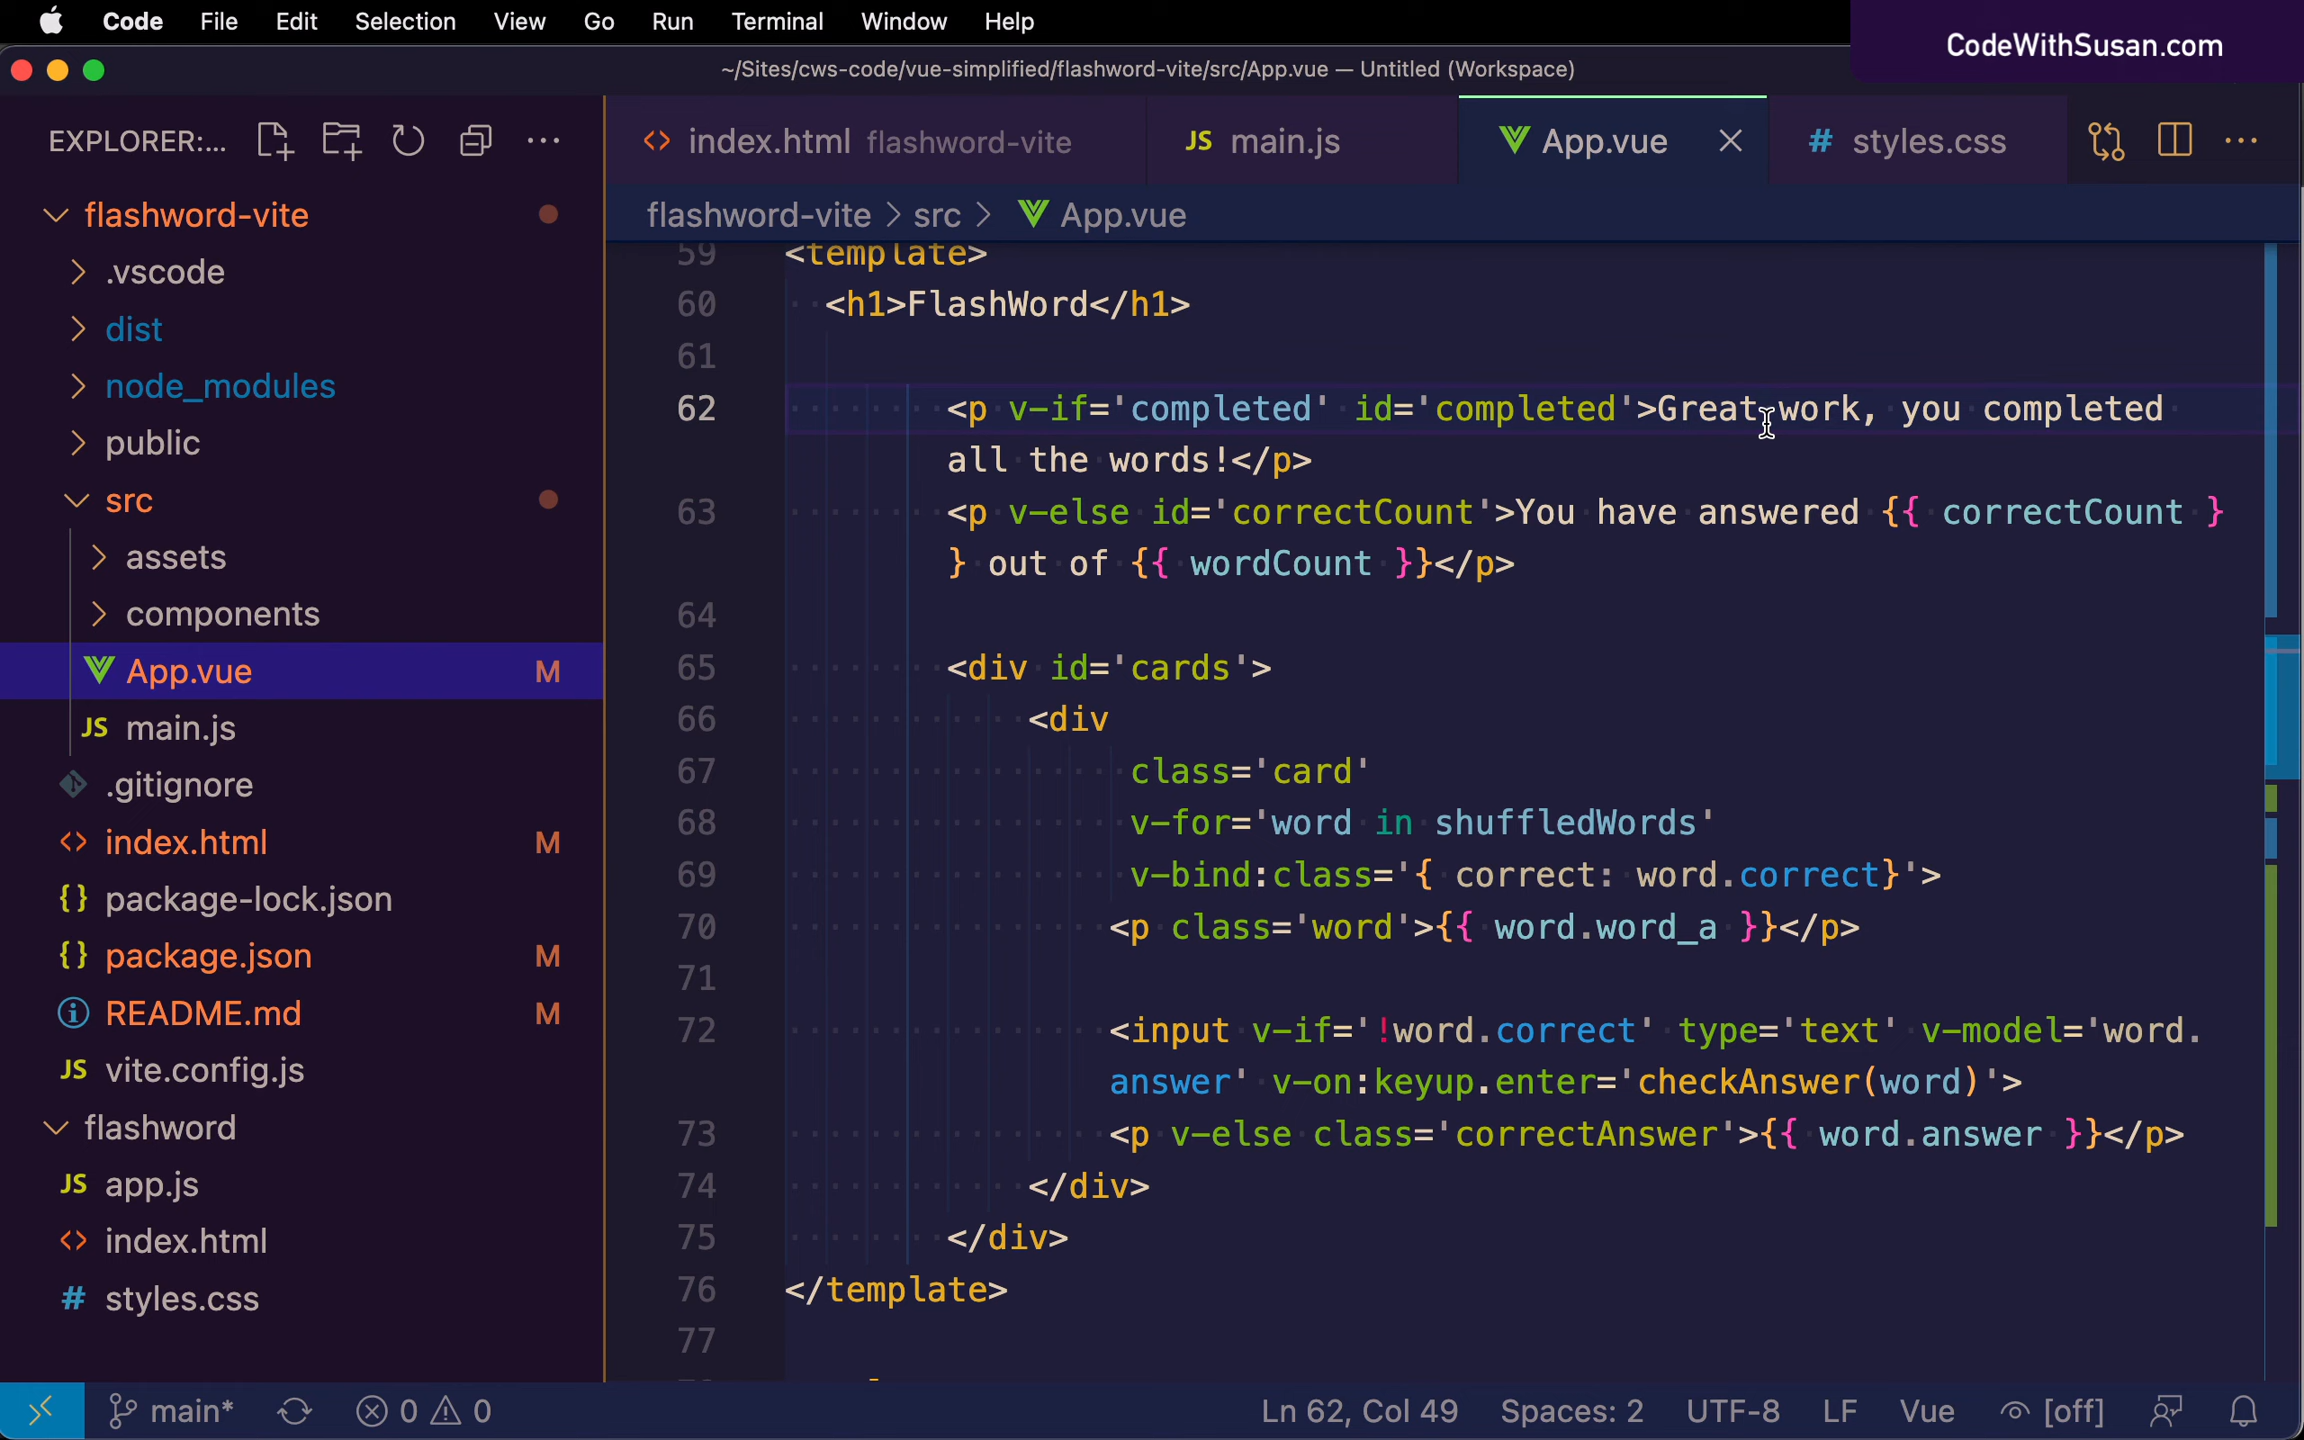 Code File Edit Selection View Go Run Terminal Window Help
CodeWithSusan.com
~/Sites/cws-code/vue-simplified/flashword-vite/src/App.vue — Untitled (Workspace)
EXPLORER:...
flashword-vite
.vscode
dist
node_modules
public
src
assets
components
App.vue M
JS main.js
.gitignore
<> index.html M
{} package-lock.json
{} package.json M
README.md M
JS vite.config.js
flashword
JS app.js
<> index.html
# styles.css
<> index.html flashword-vite JS main.js App.vue # styles.css
flashword-vite > src > App.vue
59 <template>
60 <h1>FlashWord</h1>
61
62 <p v-if='completed' id='completed'>Great work, you completed
all the words!</p>
63 <p v-else id='correctCount'>You have answered {{ correctCount }
} out of {{ wordCount }}</p>
64
65 <div id='cards'>
66 <div
67 class='card'
68 v-for='word in shuffledWords'
69 v-bind:class='{ correct: word.correct}'>
70 <p class='word'>{{ word.word_a }}</p>
71
72 <input v-if='!word.correct' type='text' v-model='word.
answer' v-on:keyup.enter='checkAnswer(word)'>
73 <p v-else class='correctAnswer'>{{ word.answer }}</p>
74 </div>
75 </div>
76 </template>
77
main* 0 0 Ln 62, Col 49 Spaces: 2 UTF-8 LF Vue [off]